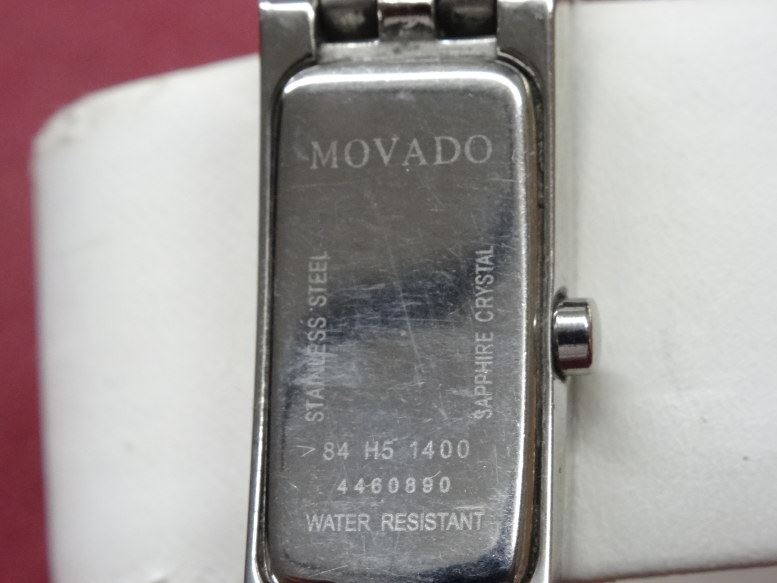 MOVADO
STAINLESS STEEL
SAPPHIRE CRYSTAL
84 H5 1400
4460890
WATER RESISTANT